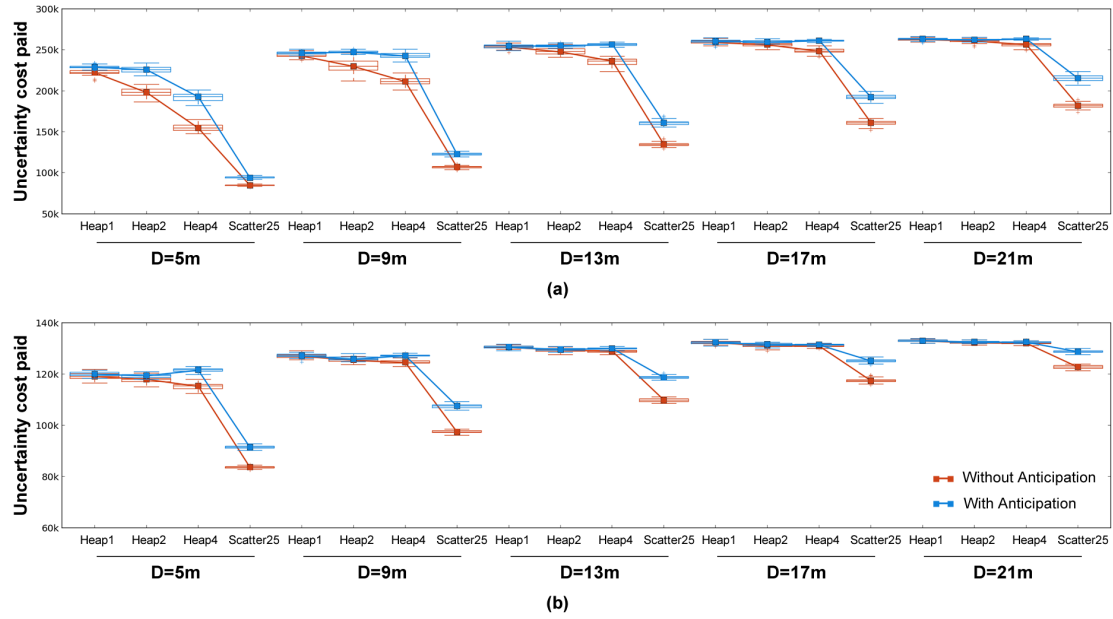 Uncertainty cost paid
300k
250k
200k
150k
100k
50k
Heap1 Heap2 Heap4 Scatter25 Heap1 Heap2 Heap4 Scatter25 Heap1 Heap2 Heap4 Scatter25 Heap1 Heap2 Heap4 Scatter25 Heap1 Heap2 Heap4 Scatter25
D=5m D=9m D=13m D=17m D=21m
(a)
Uncertainty cost paid
140k
120k
100k
80k
60k
Without Anticipation
With Anticipation
Heap1 Heap2 Heap4 Scatter25 Heap1 Heap2 Heap4 Scatter25 Heap1 Heap2 Heap4 Scatter25 Heap1 Heap2 Heap4 Scatter25 Heap1 Heap2 Heap4 Scatter25
D=5m D=9m D=13m D=17m D=21m
(b)